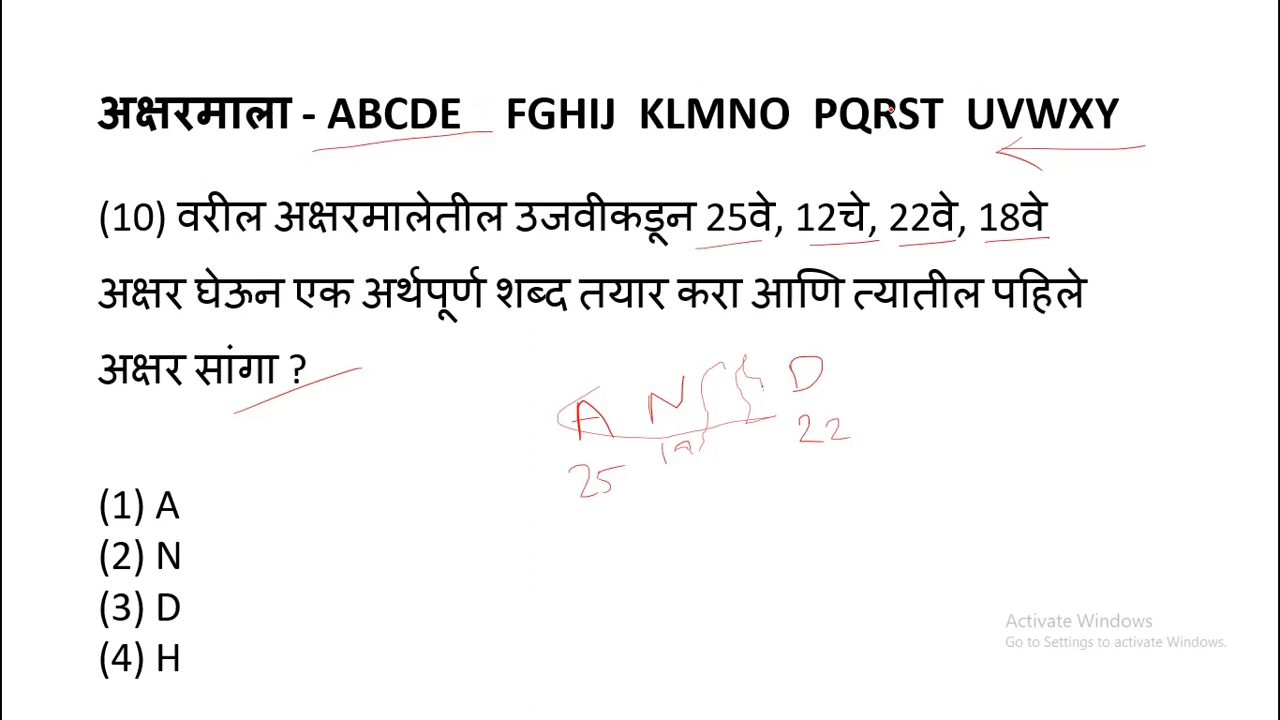 अक्षरमाला - ABCDE FGHIJ KLMNO PQRST UVWXY
(10) वरील अक्षरमालेतील उजवीकडून 25वे, 12चे, 22वे, 18वे
अक्षर घेऊन एक अर्थपूर्ण शब्द तयार करा आणि त्यातील पहिले
अक्षर सांगा ?
A N D
25 22
(1) A
(2) N
(3) D
(4) H
Activate Windows
Go to Settings to activate Windows.